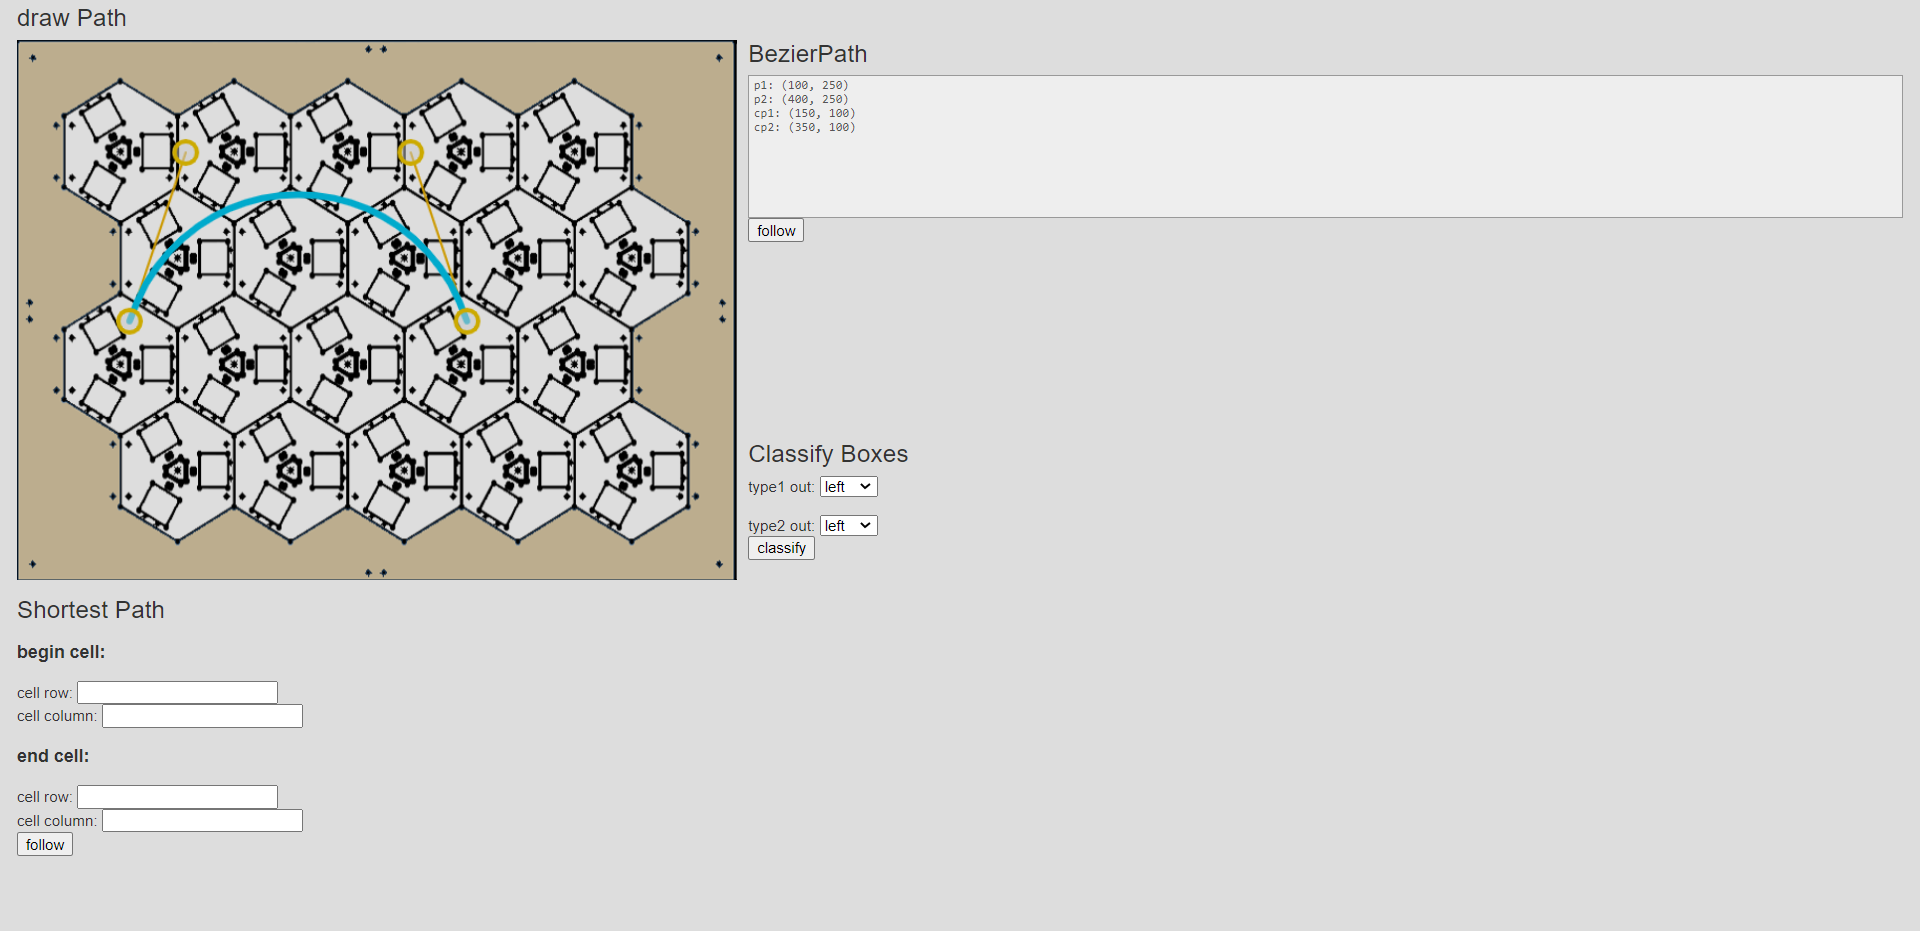 draw Path
BezierPath
p1: (100, 250)
p2: (400, 250)
cp1: (150, 100)
cp2: (350, 100)
follow
Classify Boxes
type1 out: left
type2 out: left
classify
Shortest Path
begin cell:
cell row:
cell column:
end cell:
cell row:
cell column:
follow